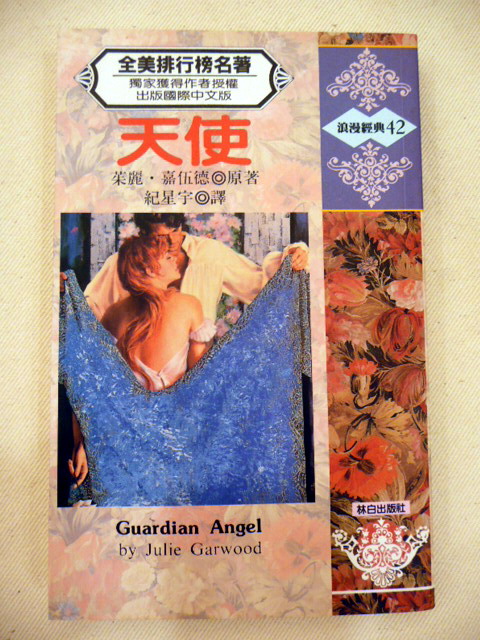 全美排行榜名著
獨家獲得作者授權
出版國際中文版
浪漫經典42
天使
茱麗・嘉伍德◎原著
紀星宇◎譯
林白出版社
Guardian Angel
by Julie Garwood